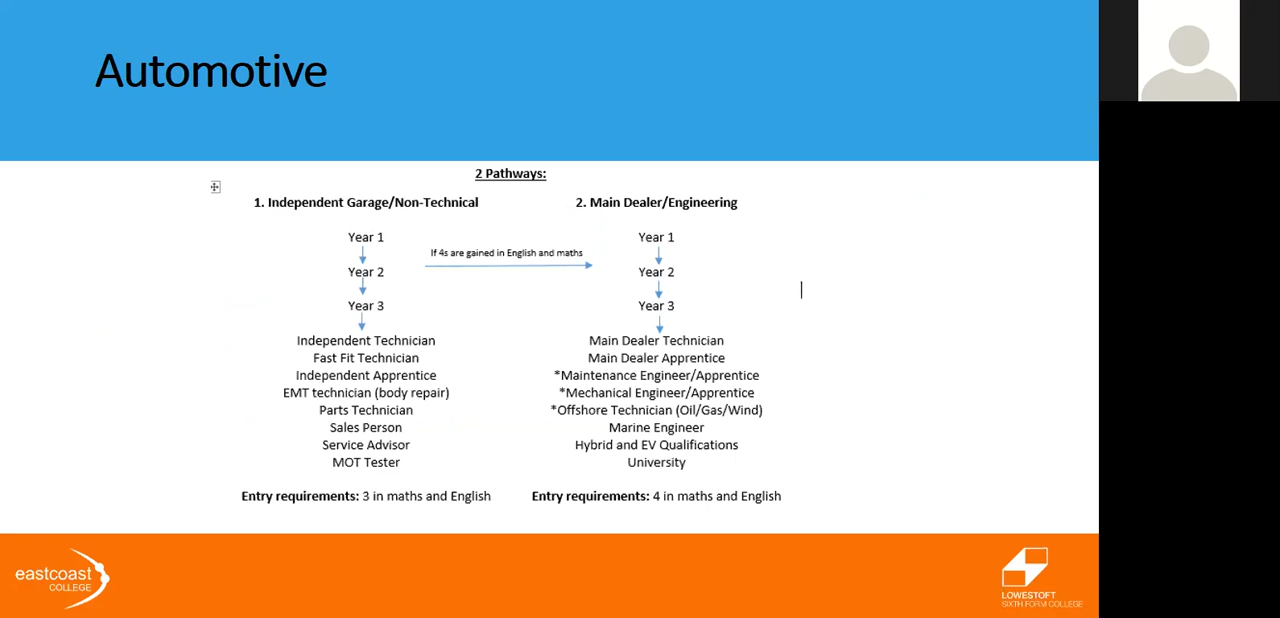 Automotive
2 Pathways:
1. Independent Garage/Non-Technical
Year 1
Year 2
Year 3
Independent Technician
Fast Fit Technician
Independent Apprentice
EMT technician (body repair)
Parts Technician
Sales Person
Service Advisor
MOT Tester
Entry requirements: 3 in maths and English
If 4s are gained in English and maths
2. Main Dealer/Engineering
Year 1
Year 2
Year 3
Main Dealer Technician
Main Dealer Apprentice
*Maintenance Engineer/Apprentice
*Mechanical Engineer/Apprentice
*Offshore Technician (Oil/Gas/Wind)
Marine Engineer
Hybrid and EV Qualifications
University
Entry requirements: 4 in maths and English
eastcoast
COLLEGE
LOWESTOFT
SIXTH FORM COLLEGE